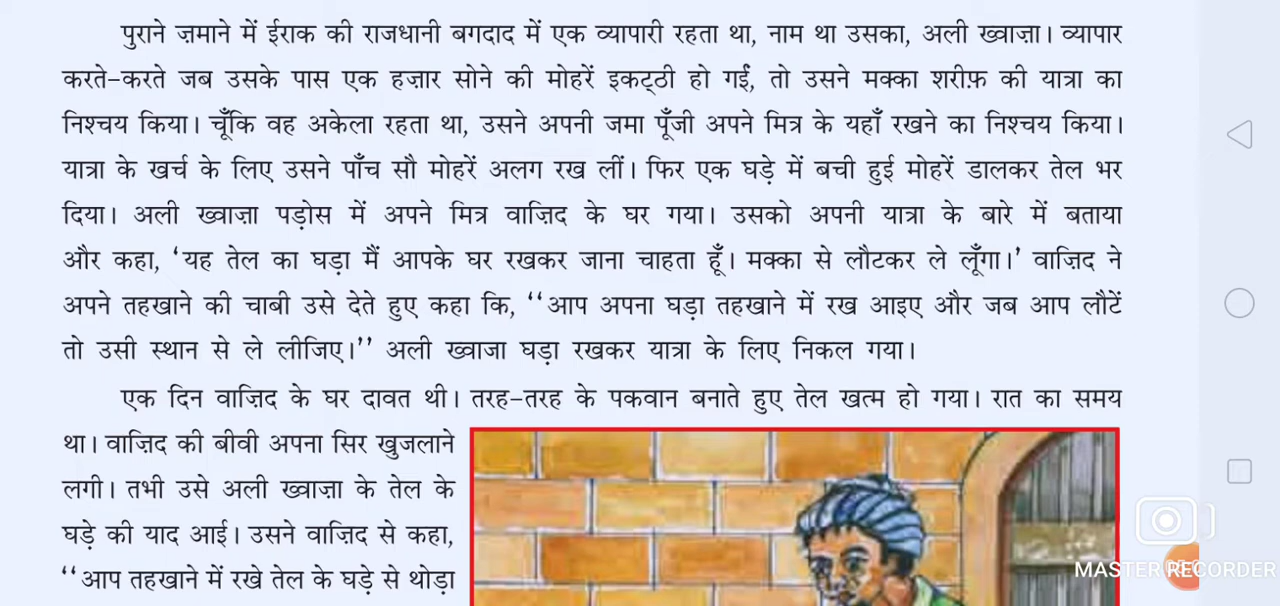 पुराने ज़माने में ईराक की राजधानी बगदाद में एक व्यापारी रहता था, नाम था उसका, अली ख्वाज़ा। व्यापार
करते-करते जब उसके पास एक हज़ार सोने की मोहरें इकट्ठी हो गईं, तो उसने मक्का शरीफ़ की यात्रा का
निश्चय किया। चूँकि वह अकेला रहता था, उसने अपनी जमा पूँजी अपने मित्र के यहाँ रखने का निश्चय किया।
यात्रा के खर्च के लिए उसने पाँच सौ मोहरें अलग रख लीं। फिर एक घड़े में बची हुई मोहरें डालकर तेल भर
दिया। अली ख्वाज़ा पड़ोस में अपने मित्र वाज़िद के घर गया। उसको अपनी यात्रा के बारे में बताया
और कहा, ‘यह तेल का घड़ा मैं आपके घर रखकर जाना चाहता हूँ। मक्का से लौटकर ले लूँगा।’ वाज़िद ने
अपने तहखाने की चाबी उसे देते हुए कहा कि, ‘‘आप अपना घड़ा तहखाने में रख आइए और जब आप लौटें
तो उसी स्थान से ले लीजिए।’’ अली ख्वाजा घड़ा रखकर यात्रा के लिए निकल गया।
एक दिन वाज़िद के घर दावत थी। तरह-तरह के पकवान बनाते हुए तेल खत्म हो गया। रात का समय
था। वाज़िद की बीवी अपना सिर खुजलाने
लगी। तभी उसे अली ख्वाज़ा के तेल के
घड़े की याद आई। उसने वाज़िद से कहा,
‘‘आप तहखाने में रखे तेल के घड़े से थोड़ा
MASTER RECORDER